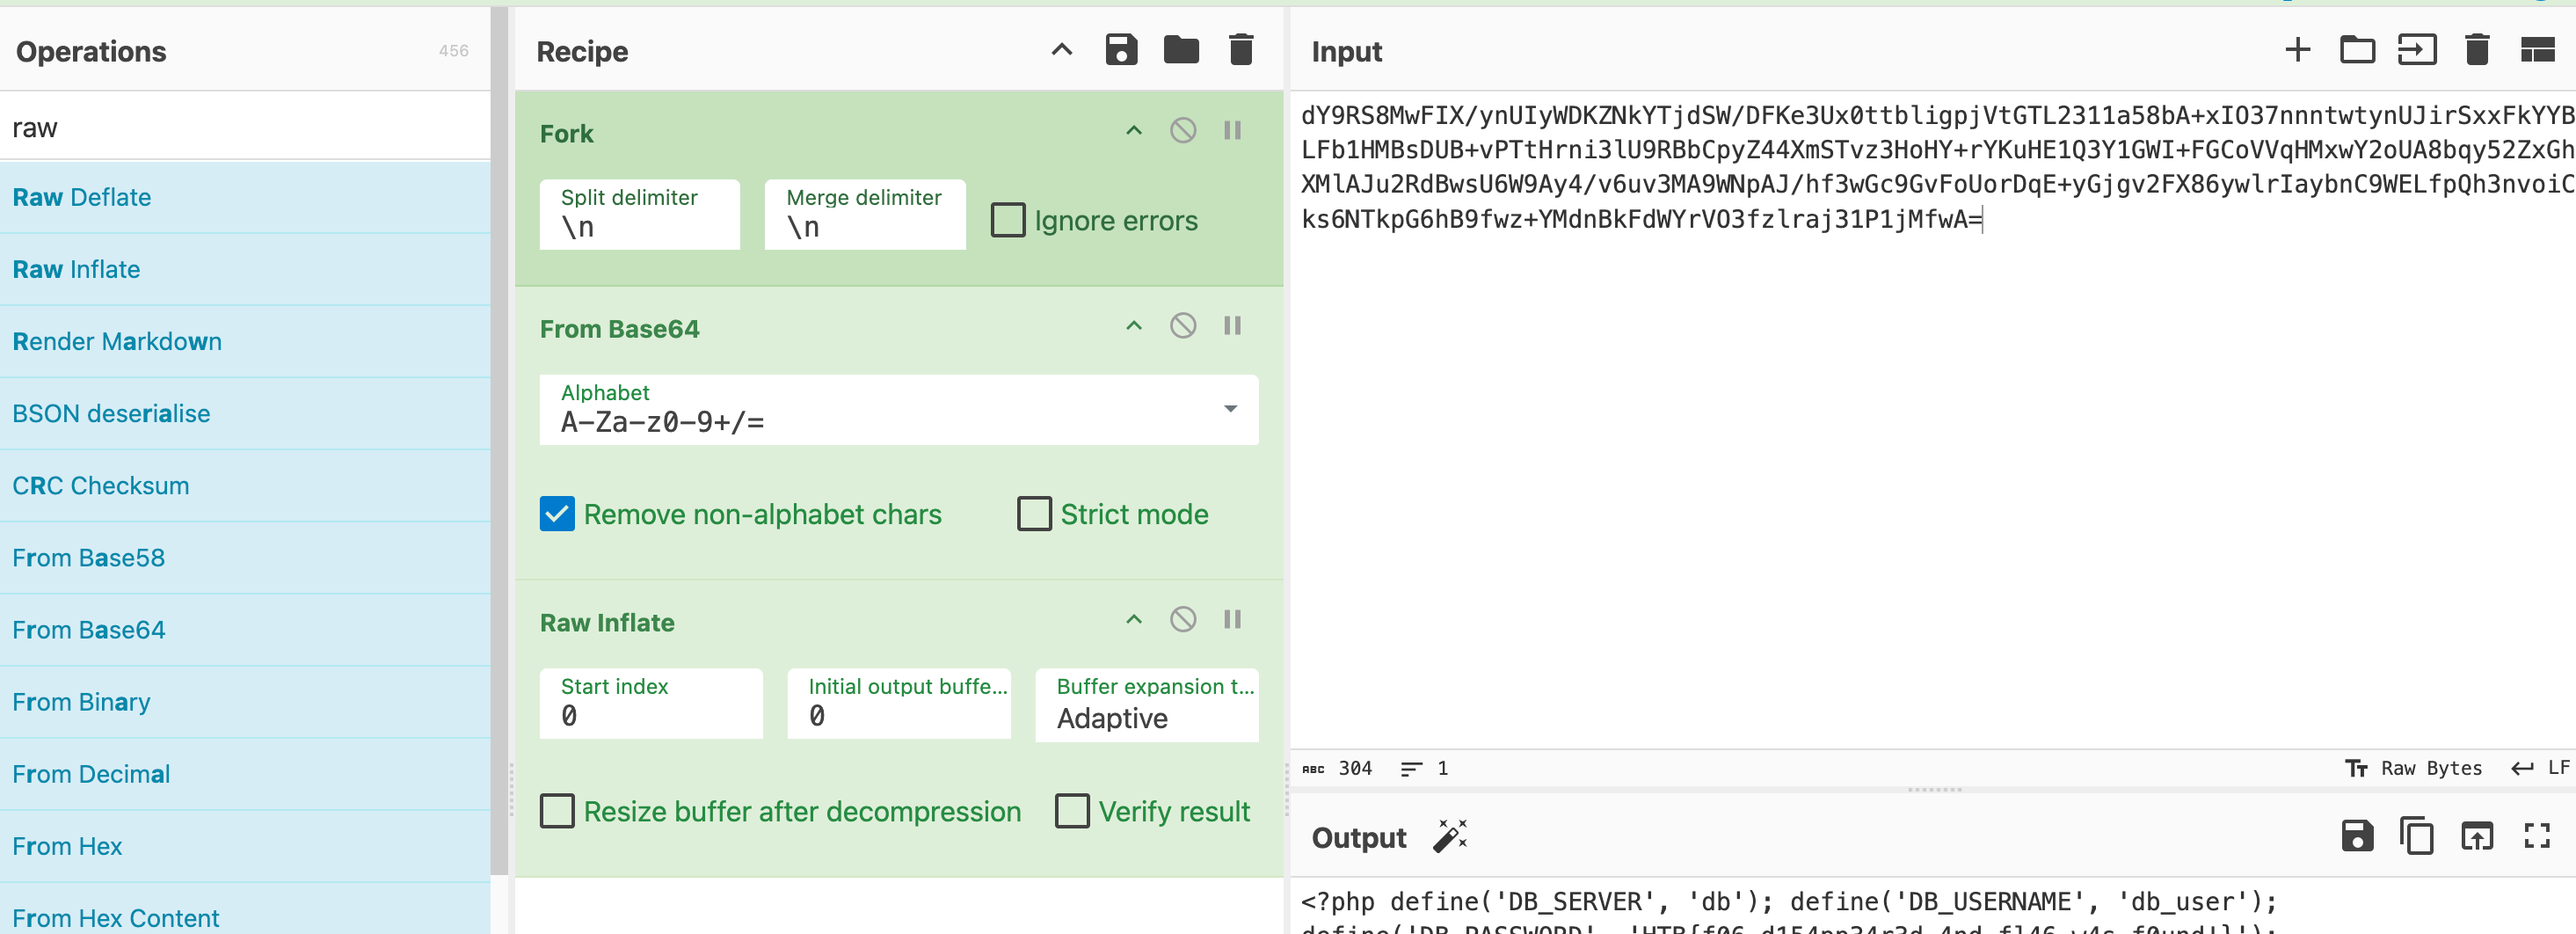 Operations
456
raw
Raw Deflate
Raw Inflate
Render Markdown
BSON deserialise
CRC Checksum
From Base58
From Base64
From Binary
From Decimal
From Hex
From Hex Content
Recipe
Fork
Split delimiter
\n
Merge delimiter
\n
Ignore errors
From Base64
Alphabet
A-Za-z0-9+/=
Remove non-alphabet chars
Strict mode
Raw Inflate
Start index
0
Initial output buffe...
0
Buffer expansion t...
Adaptive
Resize buffer after decompression
Verify result
Input
dY9RS8MwFIX/ynUIyWDKZNkYTjdSW/DFKe3Ux0ttbligpjVtGTL2311a58bA+xIO37nnntwtynUJirSxxFkYYB
LFb1HMBsDUB+vPTtHrni3lU9RBbCpyZ44XmSTvz3HoHY+rYKuHE1Q3Y1GWI+FGCoVVqHMxwY2oUA8bqy52ZxGh
XMlAJu2RdBwsU6W9Ay4/v6uv3MA9WNpAJ/hf3wGc9GvFoUorDqE+yGjgv2FX86ywlrIaybnC9WELfpQh3nvoiC
ks6NTkpG6hB9fwz+YMdnBkFdWYrVO3fzlraj31P1jMfwA=
ABC 304
1
Raw Bytes
LF
Output
<?php define('DB_SERVER', 'db'); define('DB_USERNAME', 'db_user');
define('DB_PASSWORD', 'HTB{f06_d154pp34r3d_4nd_fl46_w4s_f0und!}');